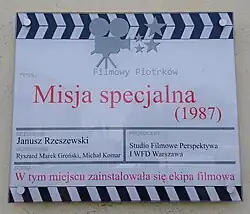 Filmowy Piotrków
Misja specjalna
(1987)
Janusz Rzeszewski
Ryszard Marek Groński, Michał Komar
Studio Filmowe Perspektywa
I WFD Warszawa
W tym miejscu zainstalowała się ekipa filmowa